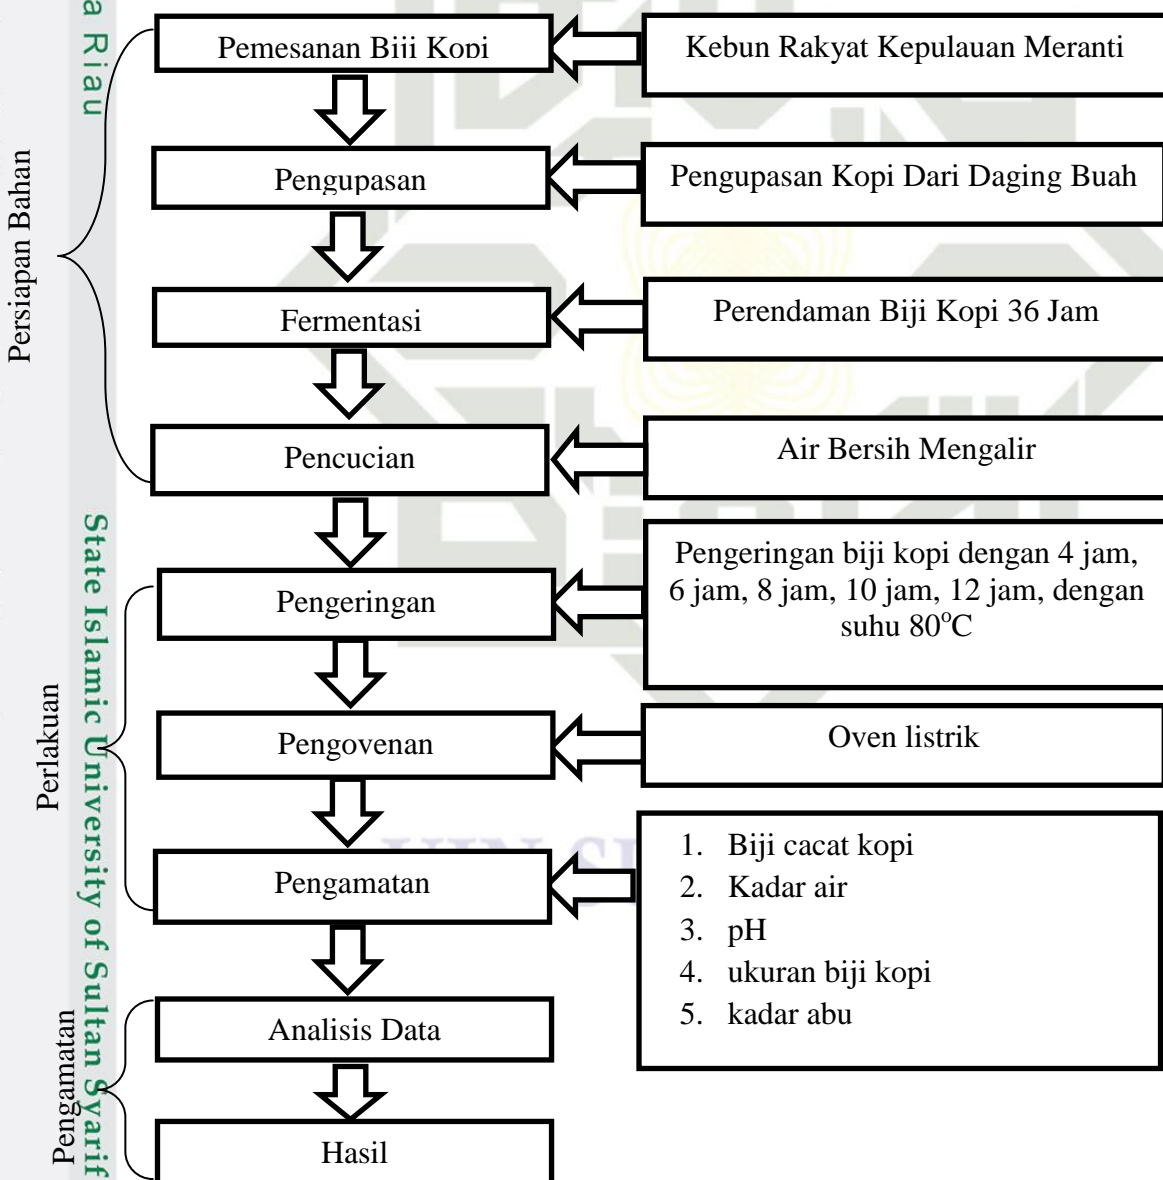 a Riau
State Islamic University of Sultan Syarif
Persiapan Bahan
Pemesanan Biji Kopi
Kebun Rakyat Kepulauan Meranti
Pengupasan
Pengupasan Kopi Dari Daging Buah
Fermentasi
Perendaman Biji Kopi 36 Jam
Pencucian
Air Bersih Mengalir
Perlakuan
Pengeringan
Pengeringan biji kopi dengan 4 jam,
6 jam, 8 jam, 10 jam, 12 jam, dengan
suhu 80°C
Pengovenan
Oven listrik
Pengamatan
1. Biji cacat kopi
2. Kadar air
3. pH
4. ukuran biji kopi
5. kadar abu
Pengamatan
Analisis Data
Hasil